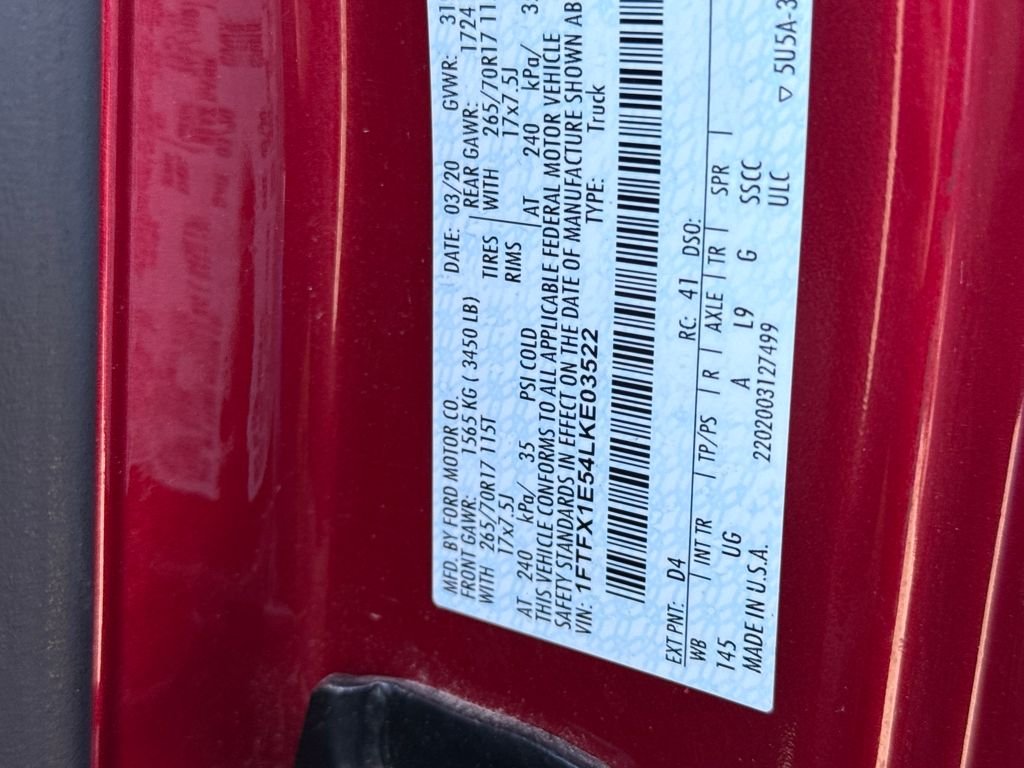 MFD. BY FORD MOTOR CO. DATE: 03/20 GVWR: 31
FRONT GAWR: 1565 KG ( 3450 LB) REAR GAWR: 1724
WITH 265/70R17 115T TIRES WITH 265/70R17 11
17x7.5J RIMS 17x7.5J
AT 240 kPa/ 35 PSI COLD AT 240 kPa/ 3
THIS VEHICLE CONFORMS TO ALL APPLICABLE FEDERAL MOTOR VEHICLE
SAFETY STANDARDS IN EFFECT ON THE DATE OF MANUFACTURE SHOWN AB
VIN: 1FTFX1E54LKE03522 TYPE: Truck
EXT PNT: D4 RC: 41 DSO:
WB | INT TR | TP/PS | R | AXLE | TR | SPR |
145 UG A L9 G SSCC
MADE IN U.S.A. 2202003127499 ULC
▽ 5U5A-3